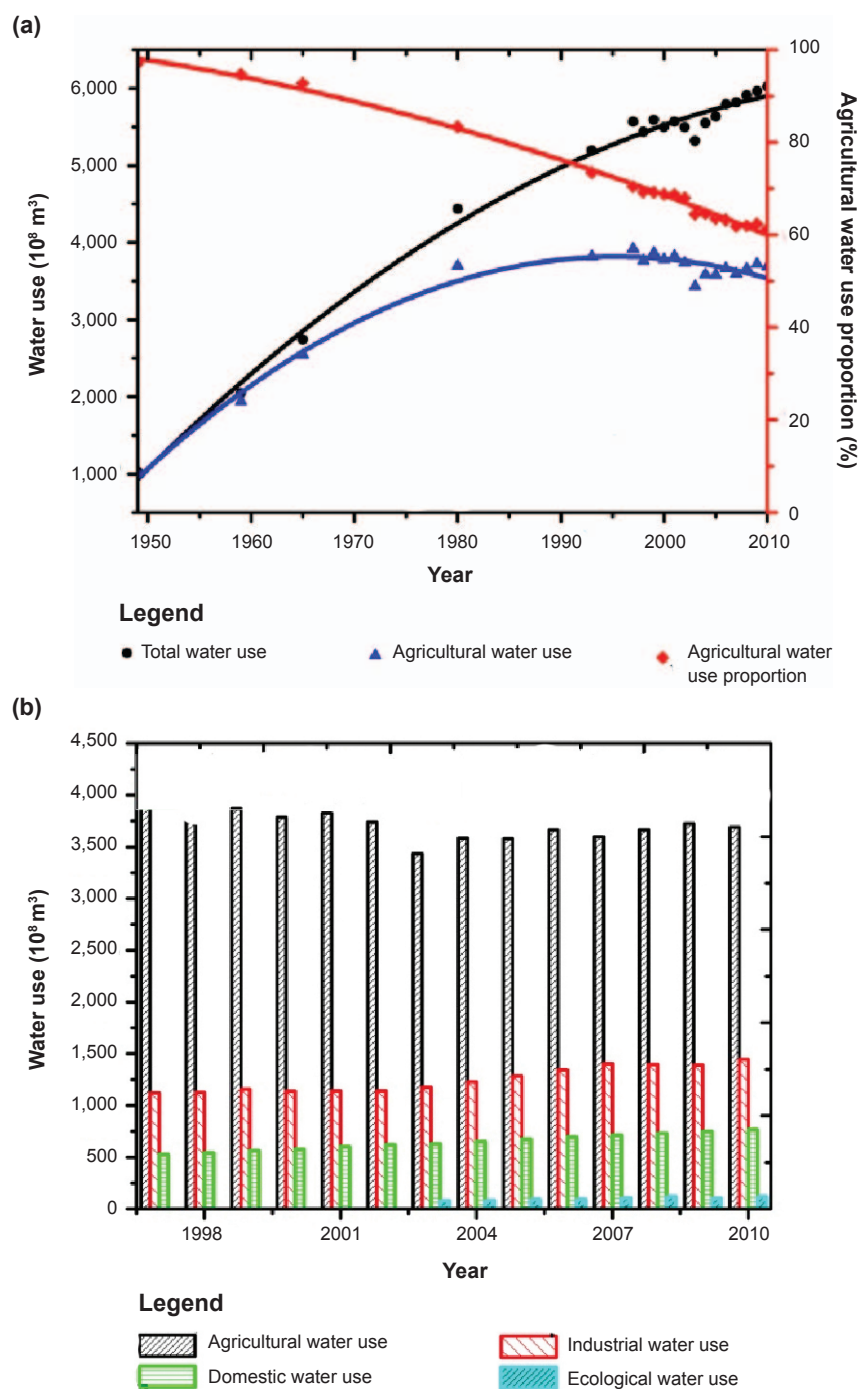 (a)
100
6,000
80
5,000
4,000
60
3,000
40
2,000
20
1,000
0
Water use (10⁸ m³)
Agricultural water use proportion (%)
1950 1960 1970 1980 1990 2000 2010
Year
Legend
Total water use Agricultural water use Agricultural water
use proportion
(b)
4,500
4,000
3,500
3,000
2,500
2,000
1,500
1,000
500
0
Water use (10⁸ m³)
1998 2001 2004 2007 2010
Year
Legend
Agricultural water use Industrial water use
Domestic water use Ecological water use